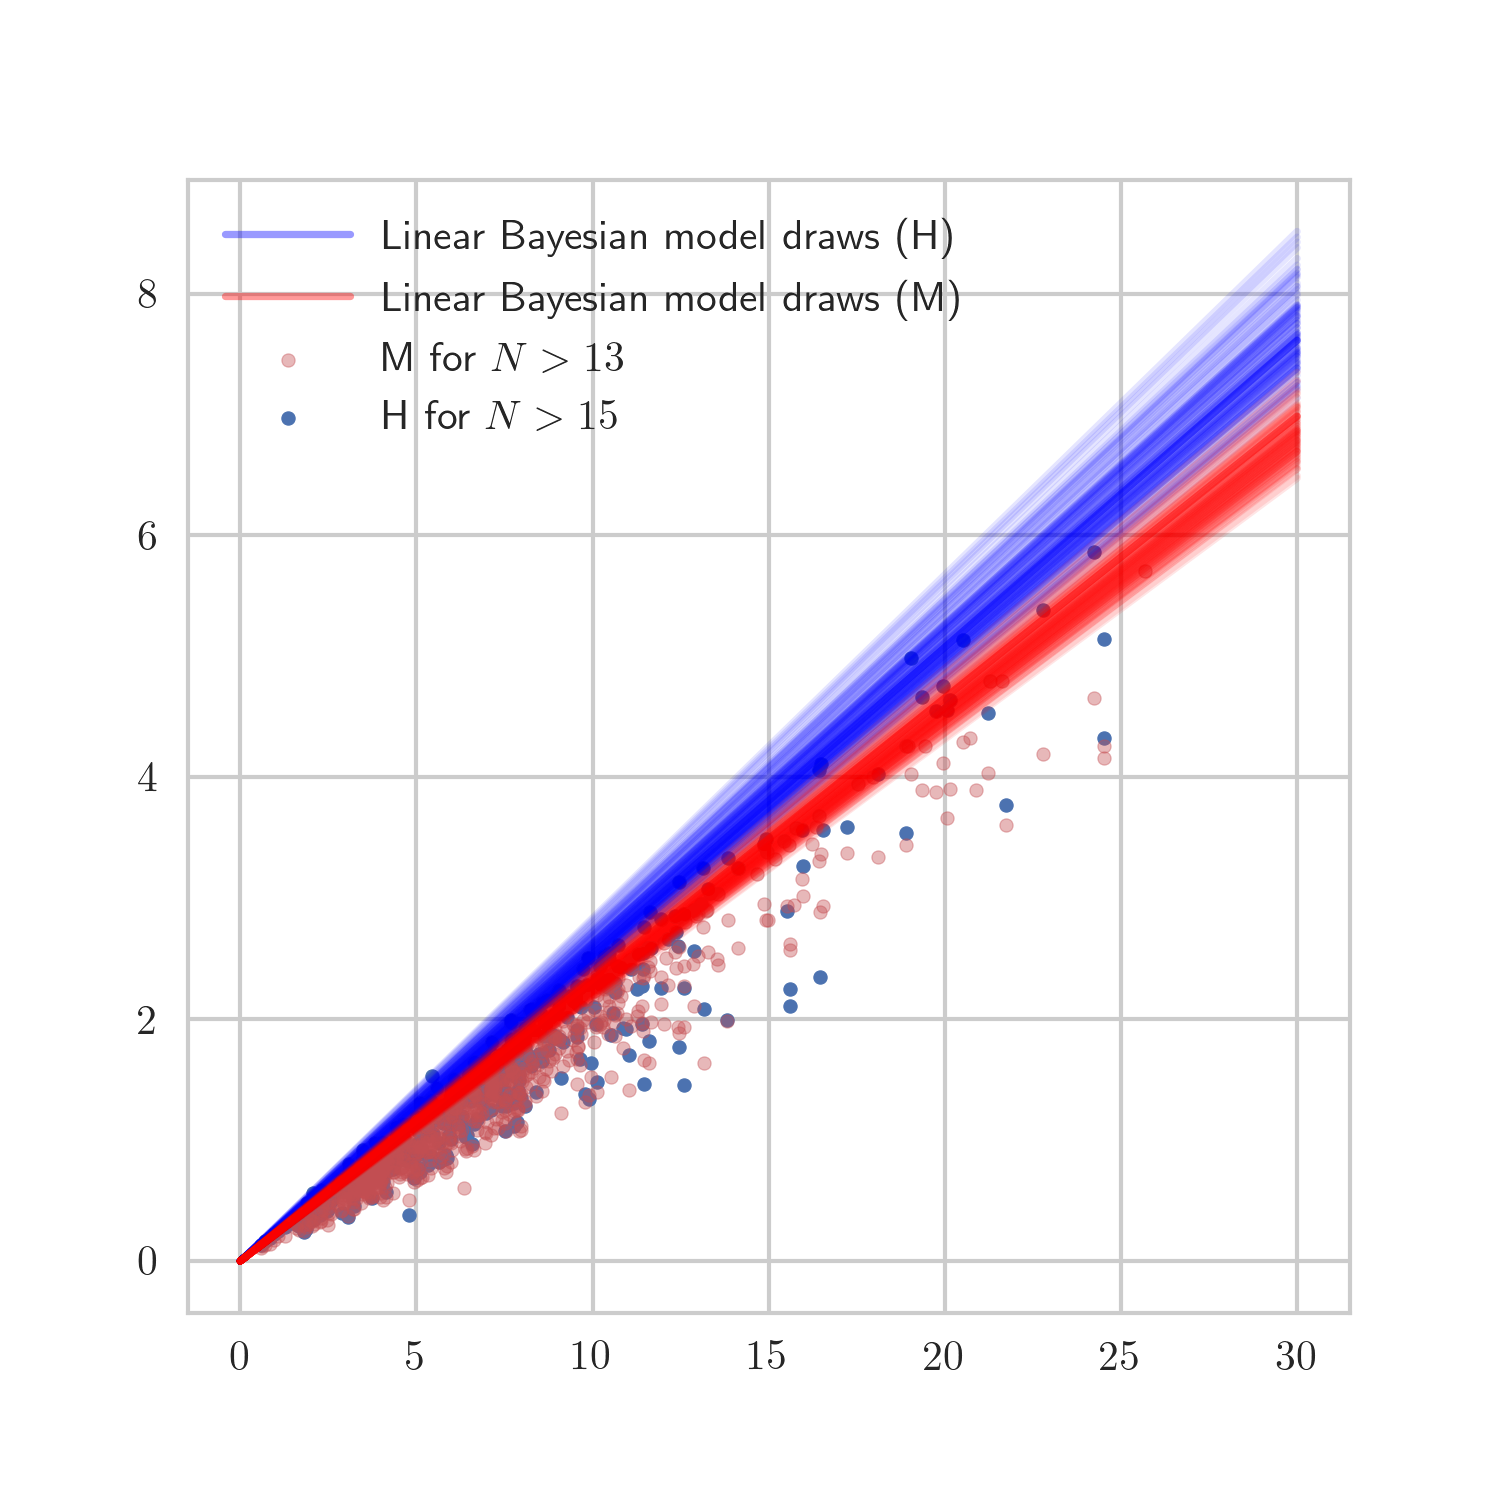 Linear Bayesian model draws (H)
Linear Bayesian model draws (M)
M for N > 13
H for N > 15
8
6
4
2
0
0 5 10 15 20 25 30